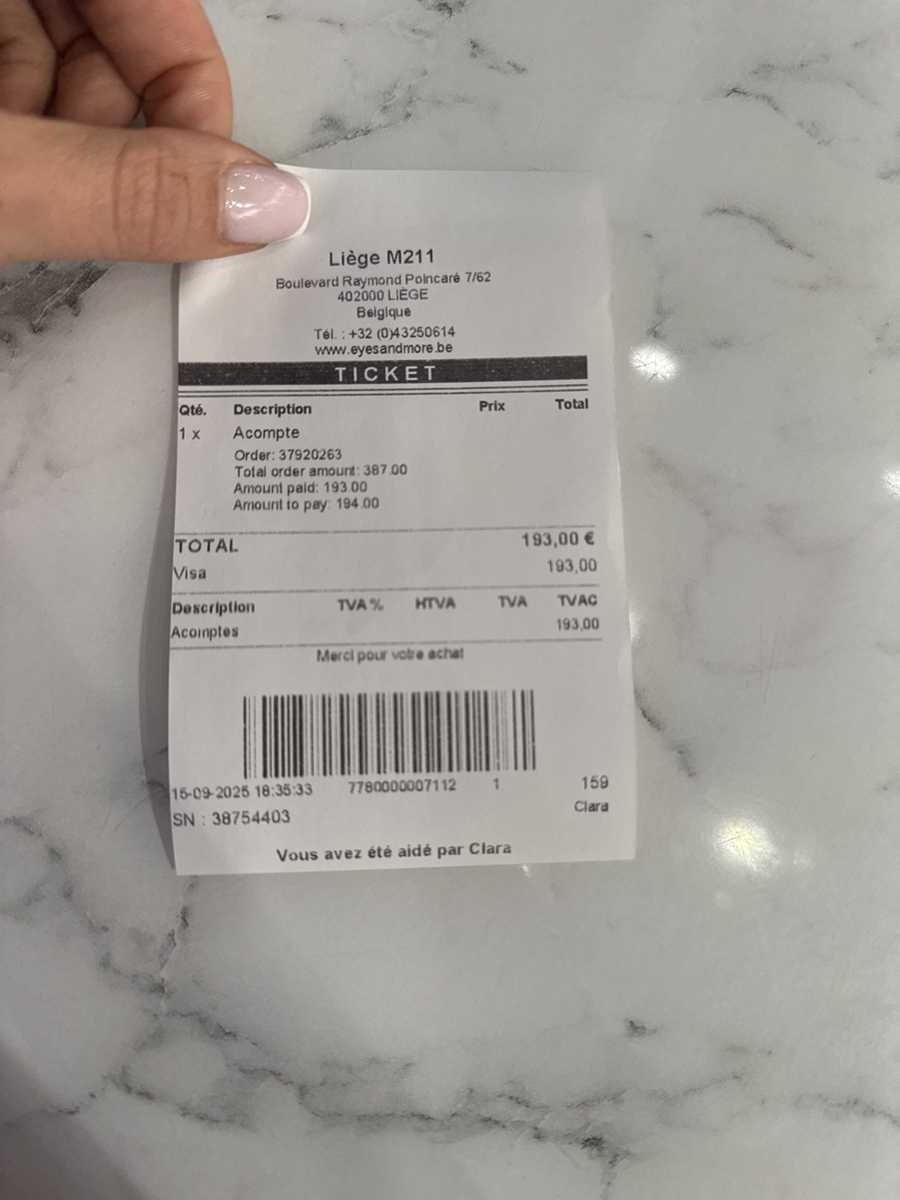 Liège M211
Boulevard Raymond Poincaré 7/62
402000 LIÈGE
Belgique
Tél. : +32 (0)43250614
www.eyesandmore.be
TICKET
Qté. Description Prix Total
1 x Acompte
Order: 37920263
Total order amount: 387.00
Amount paid: 193.00
Amount to pay: 194.00
TOTAL 193,00 €
Visa 193,00
Description TVA % HTVA TVA TVAC
Acomptes 193,00
Merci pour votre achat
15-09-2025 18:35:33 7780000007112 1 159
Clara
SN : 38754403
Vous avez été aidé par Clara